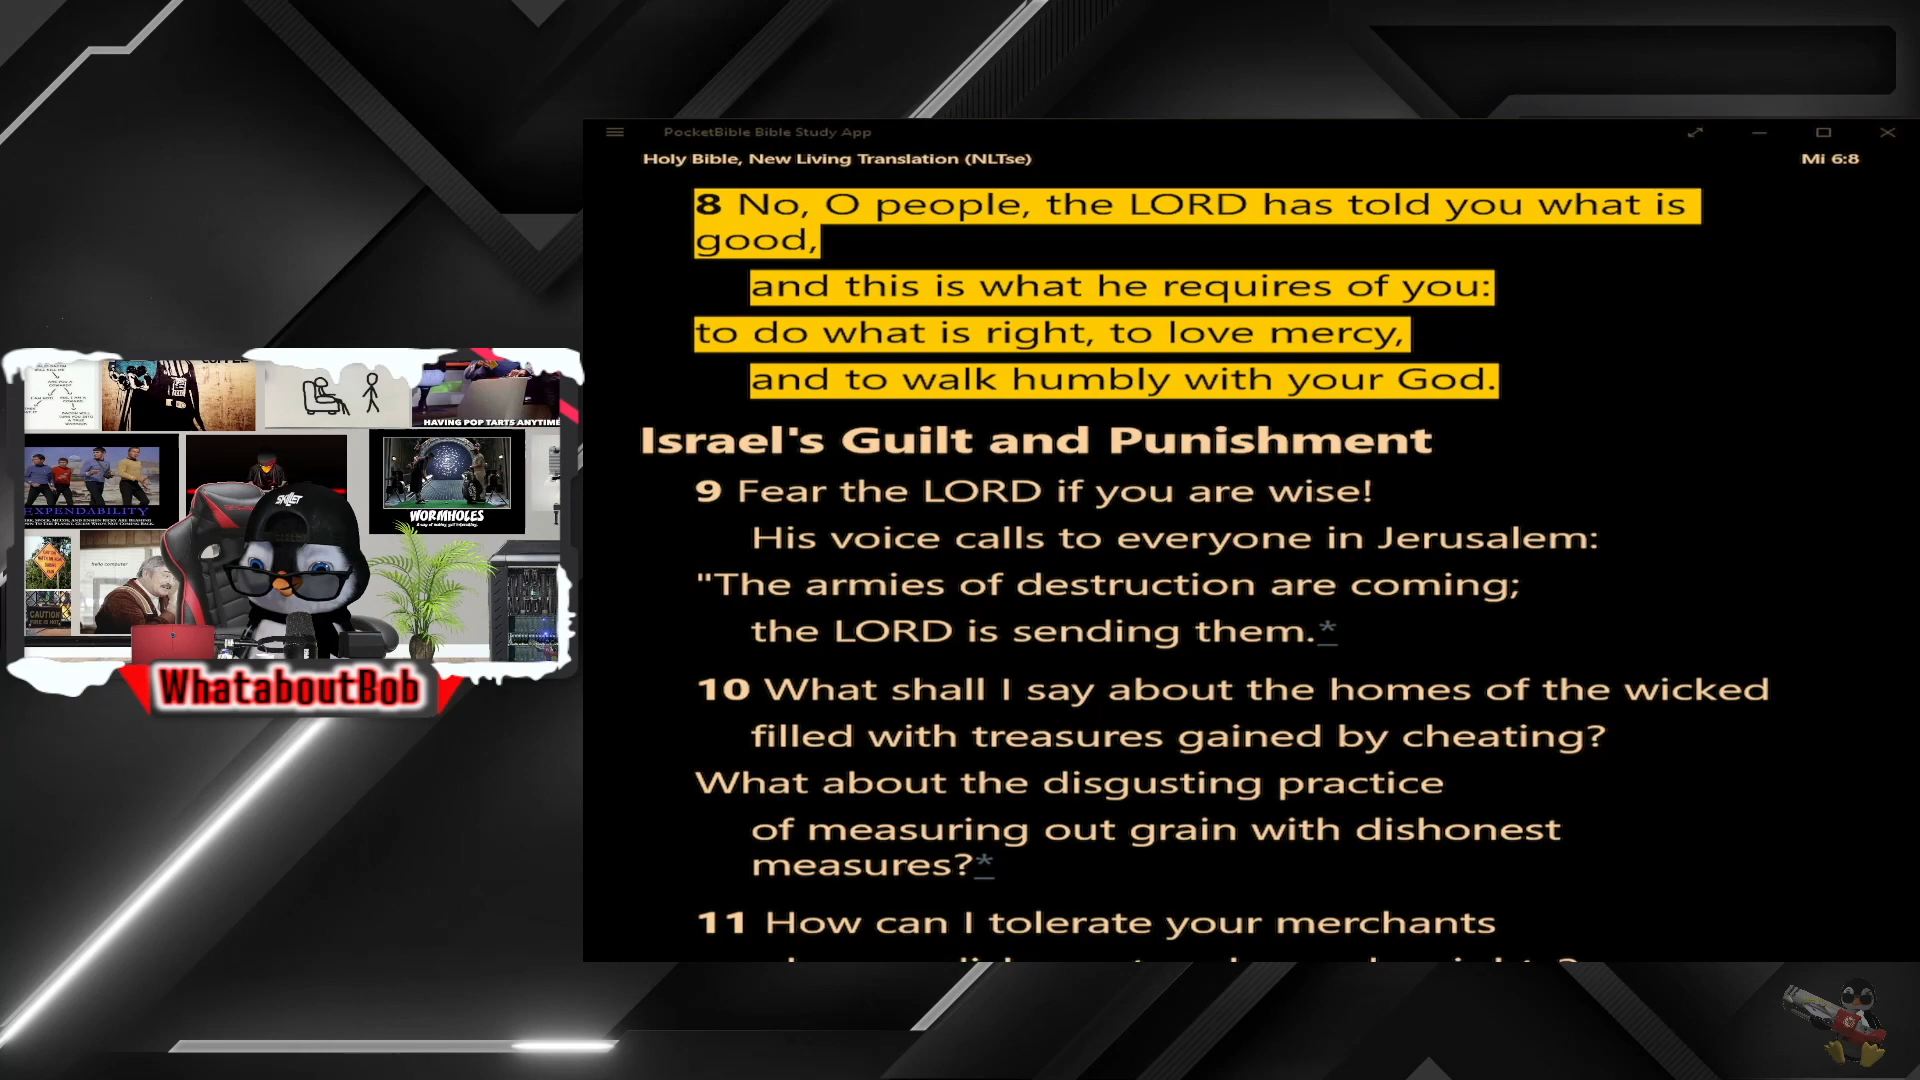 PocketBible Bible Study App
Holy Bible, New Living Translation (NLTse)
Mi 6:8
8 No, O people, the LORD has told you what is
good,
and this is what he requires of you:
to do what is right, to love mercy,
and to walk humbly with your God.
Israel's Guilt and Punishment
9 Fear the LORD if you are wise!
His voice calls to everyone in Jerusalem:
"The armies of destruction are coming;
the LORD is sending them.*
10 What shall I say about the homes of the wicked
filled with treasures gained by cheating?
What about the disgusting practice
of measuring out grain with dishonest
measures?*
11 How can I tolerate your merchants
HAVING POP TARTS ANYTIME
EXPENDABILITY
WORMHOLES
hello computer
CAUTION
SKILLET
WhataboutBob